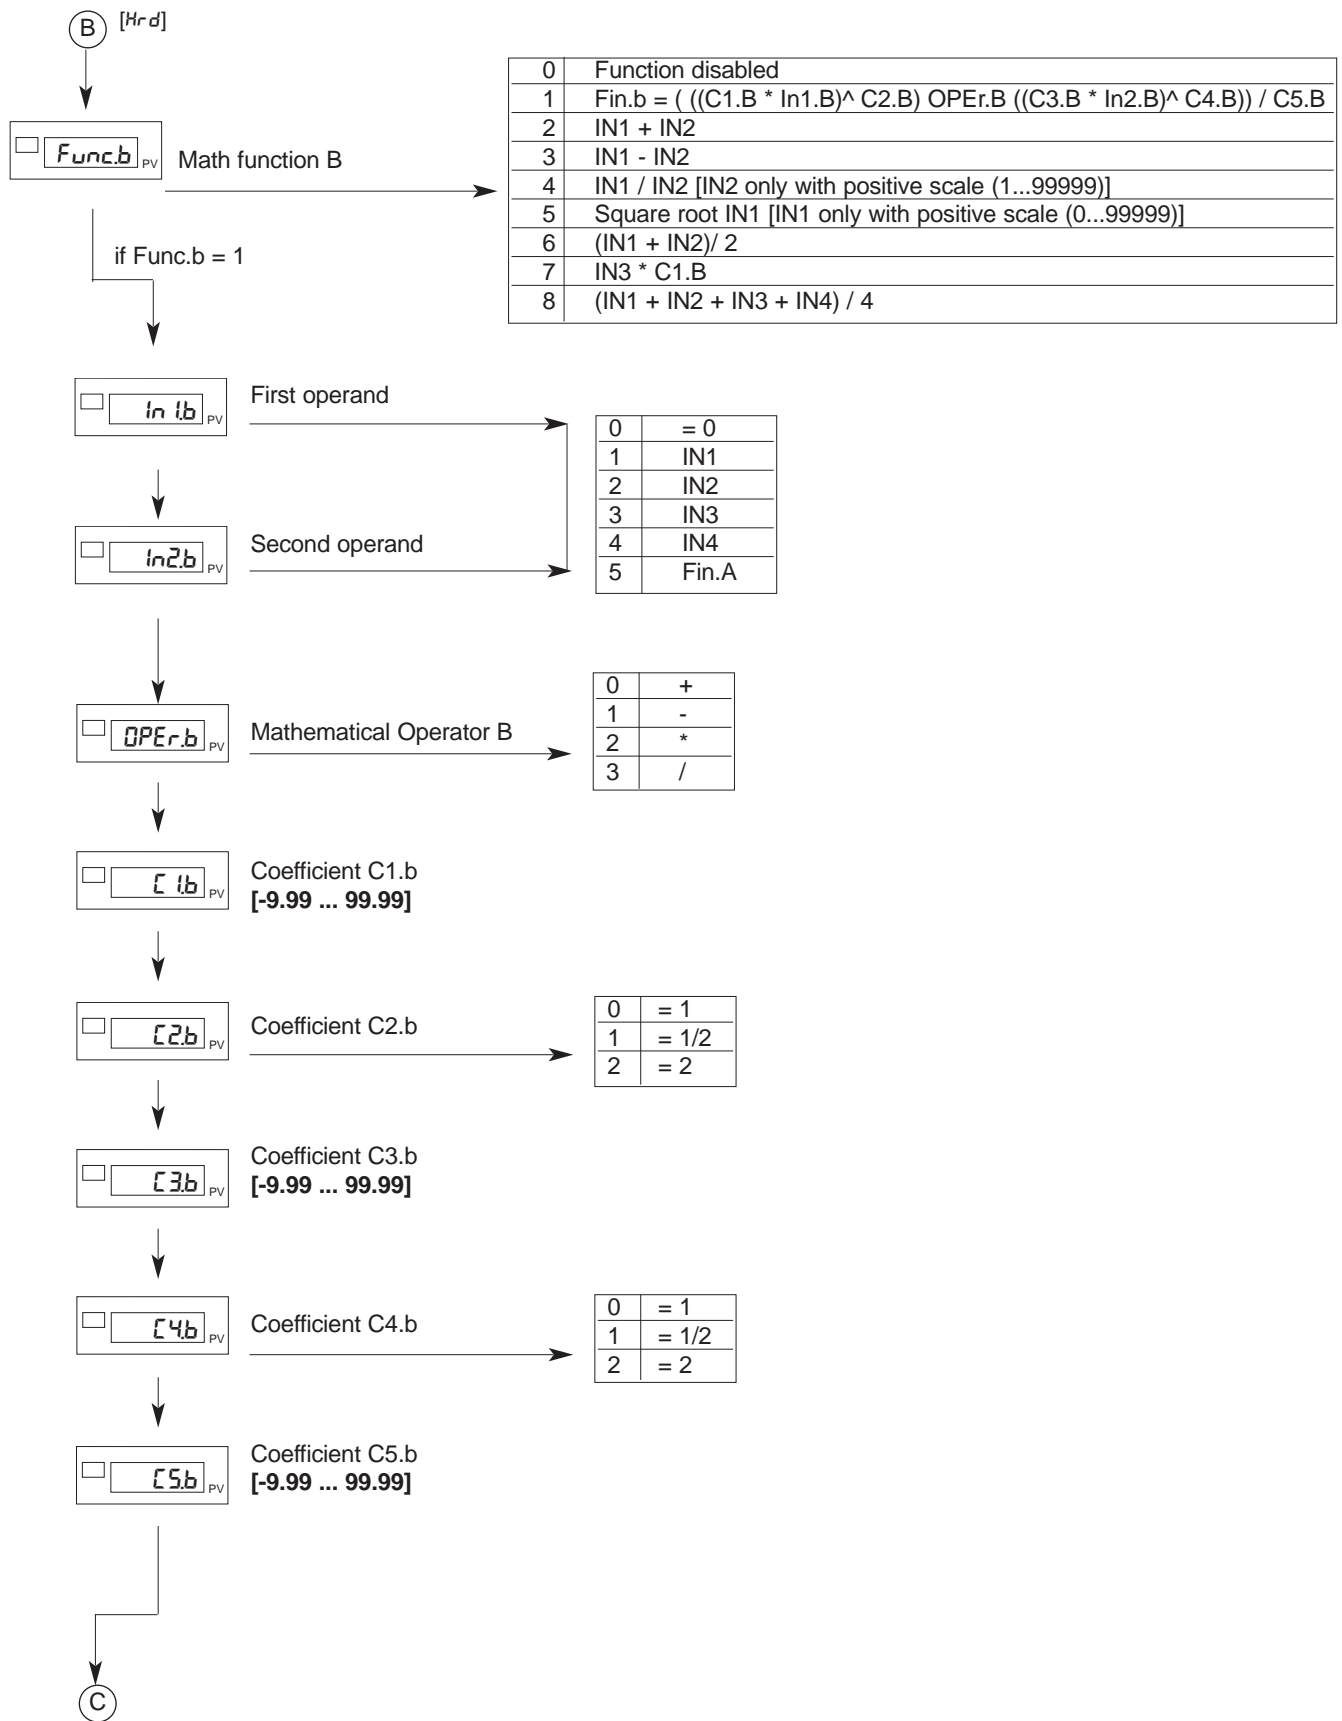 B [Hrd]
0 Function disabled
1 Fin.b = ( ((C1.B * In1.B)^ C2.B) OPEr.B ((C3.B * In2.B)^ C4.B)) / C5.B
2 IN1 + IN2
3 IN1 - IN2
4 IN1 / IN2 [IN2 only with positive scale (1...99999)]
5 Square root IN1 [IN1 only with positive scale (0...99999)]
6 (IN1 + IN2)/ 2
7 IN3 * C1.B
8 (IN1 + IN2 + IN3 + IN4) / 4
Func.b PV Math function B
if Func.b = 1
In1.b PV First operand
In2.b PV Second operand
0 = 0
1 IN1
2 IN2
3 IN3
4 IN4
5 Fin.A
OPEr.b PV Mathematical Operator B
0 +
1 -
2 *
3 /
C1.b PV Coefficient C1.b
[-9.99 ... 99.99]
C2.b PV Coefficient C2.b
0 = 1
1 = 1/2
2 = 2
C3.b PV Coefficient C3.b
[-9.99 ... 99.99]
C4.b PV Coefficient C4.b
0 = 1
1 = 1/2
2 = 2
C5.b PV Coefficient C5.b
[-9.99 ... 99.99]
C